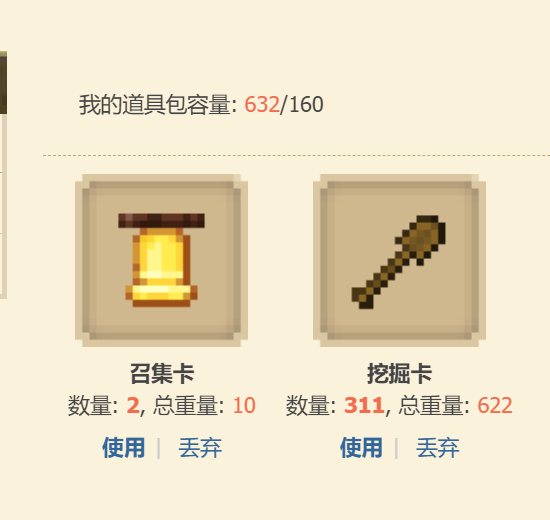 我的道具包容量: 632/160
召集卡 挖掘卡
数量: 2, 总重量: 10 数量: 311, 总重量: 622
使用 | 丢弃 使用 | 丢弃